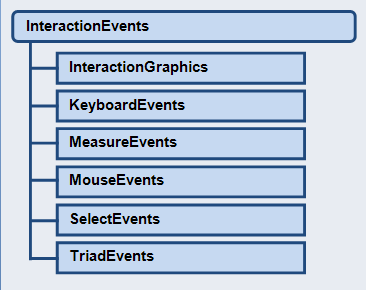 InteractionEvents
InteractionGraphics
KeyboardEvents
MeasureEvents
MouseEvents
SelectEvents
TriadEvents